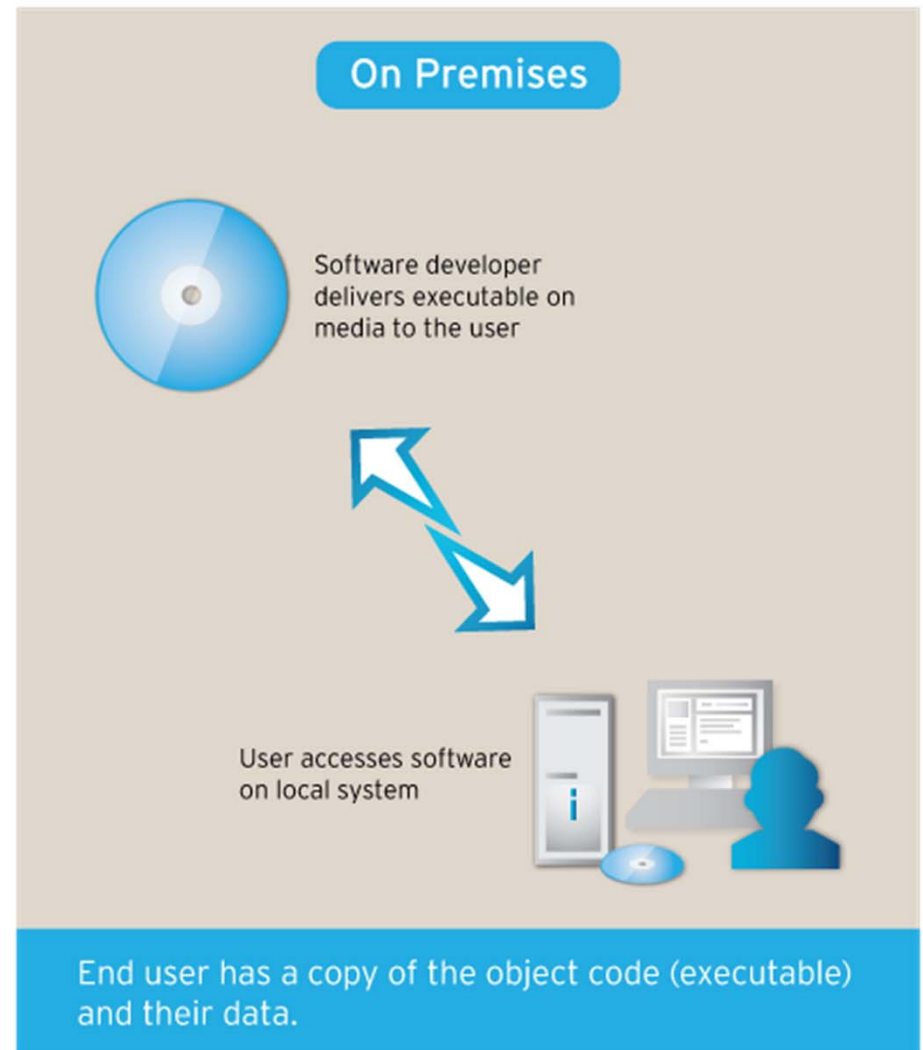 On Premises
Software developer
delivers executable on
media to the user
User accesses software
on local system
i
End user has a copy of the object code (executable)
and their data.